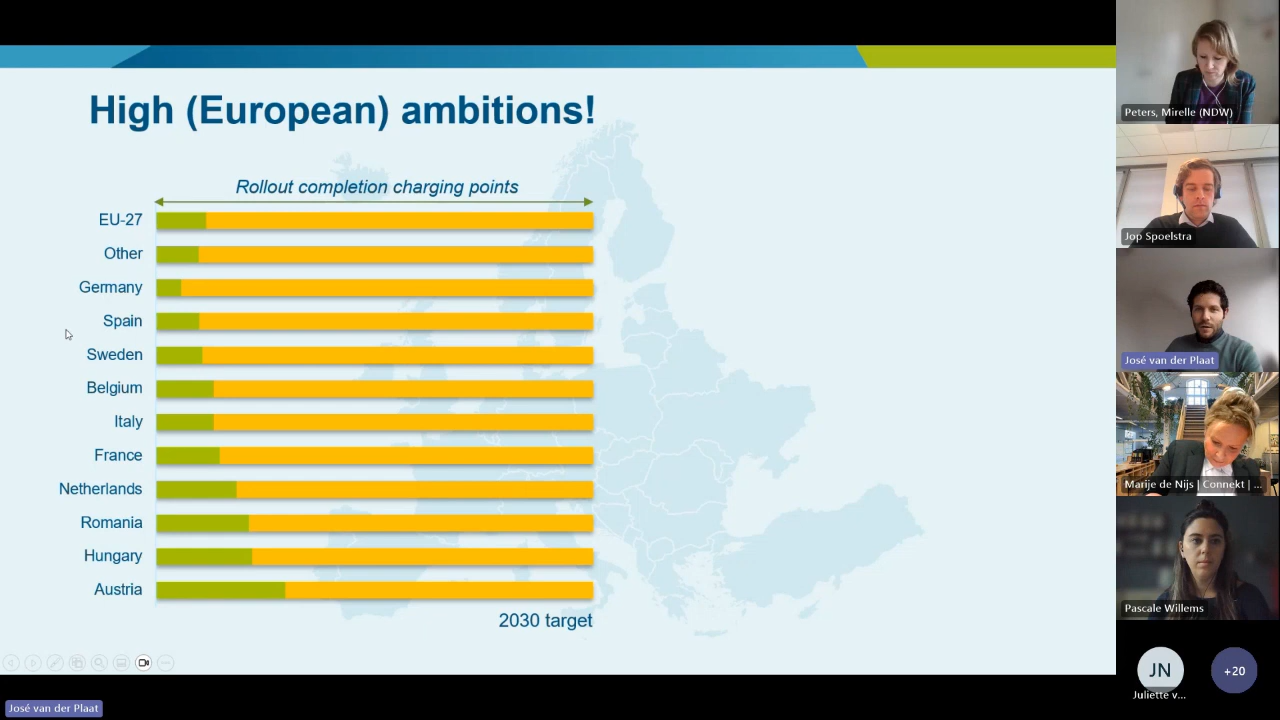 High (European) ambitions!
Rollout completion charging points
EU-27
Other
Germany
Spain
Sweden
Belgium
Italy
France
Netherlands
Romania
Hungary
Austria
2030 target
José van der Plaat
Peters, Mirelle (NDW)
Jop Spoelstra
José van der Plaat
Marije de Nijs | Connekt | ...
Pascale Willems
JN
+20
Juliette v...